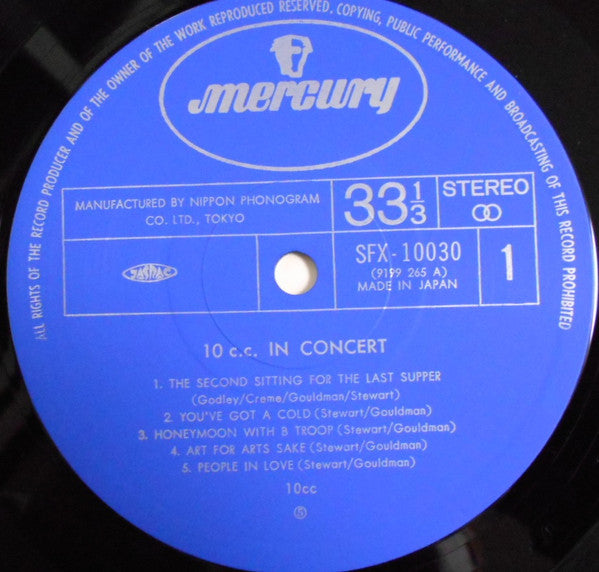 ALL RIGHTS OF THE RECORD PRODUCER AND OF THE OWNER OF THE WORK REPRODUCED RESERVED. COPYING, PUBLIC PERFORMANCE AND BROADCASTING OF THIS RECORD PROHIBITED
mercury
MANUFACTURED BY NIPPON PHONOGRAM
CO. LTD., TOKYO
33 1/3
STEREO
JASRAC
SFX-10030
(9199 265 A)
MADE IN JAPAN
1
10 c.c. IN CONCERT
1. THE SECOND SITTING FOR THE LAST SUPPER
(Godley/Creme/Gouldman/Stewart)
2. YOU'VE GOT A COLD (Stewart/Gouldman)
3. HONEYMOON WITH B TROOP (Stewart/Gouldman)
4. ART FOR ARTS SAKE (Stewart/Gouldman)
5. PEOPLE IN LOVE (Stewart/Gouldman)
10cc
Ⓢ